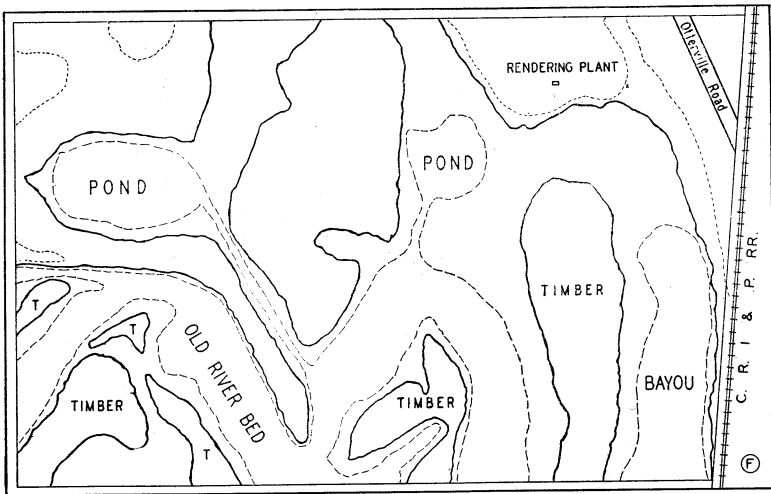 RENDERING PLANT
Otterville Road
POND
POND
TIMBER
C. R. I & P. RR.
T
T
OLD RIVER BED
TIMBER
TIMBER
BAYOU
T
F